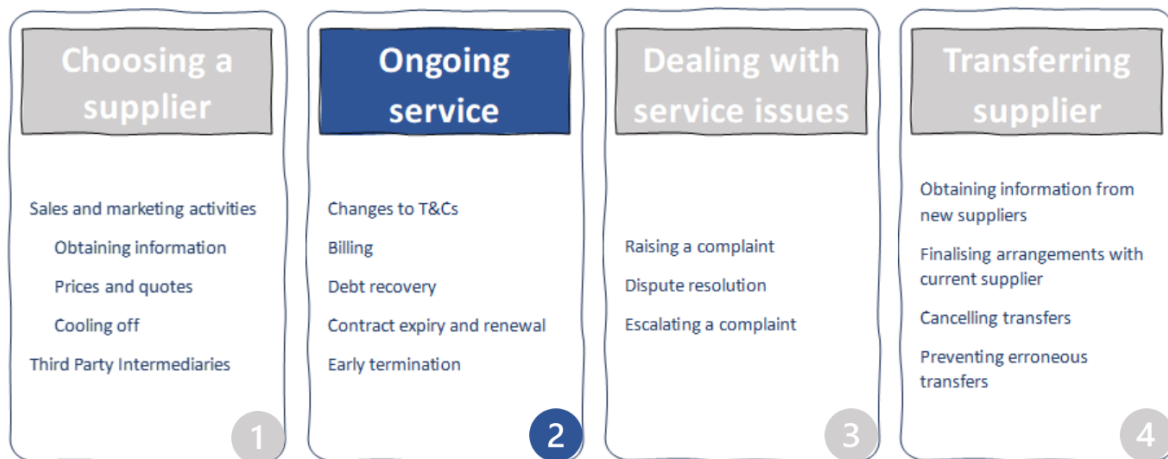 Choosing a
supplier
Sales and marketing activities
Obtaining information
Prices and quotes
Cooling off
Third Party Intermediaries
1
Ongoing
service
Changes to T&Cs
Billing
Debt recovery
Contract expiry and renewal
Early termination
2
Dealing with
service issues
Raising a complaint
Dispute resolution
Escalating a complaint
3
Transferring
supplier
Obtaining information from
new suppliers
Finalising arrangements with
current supplier
Cancelling transfers
Preventing erroneous
transfers
4